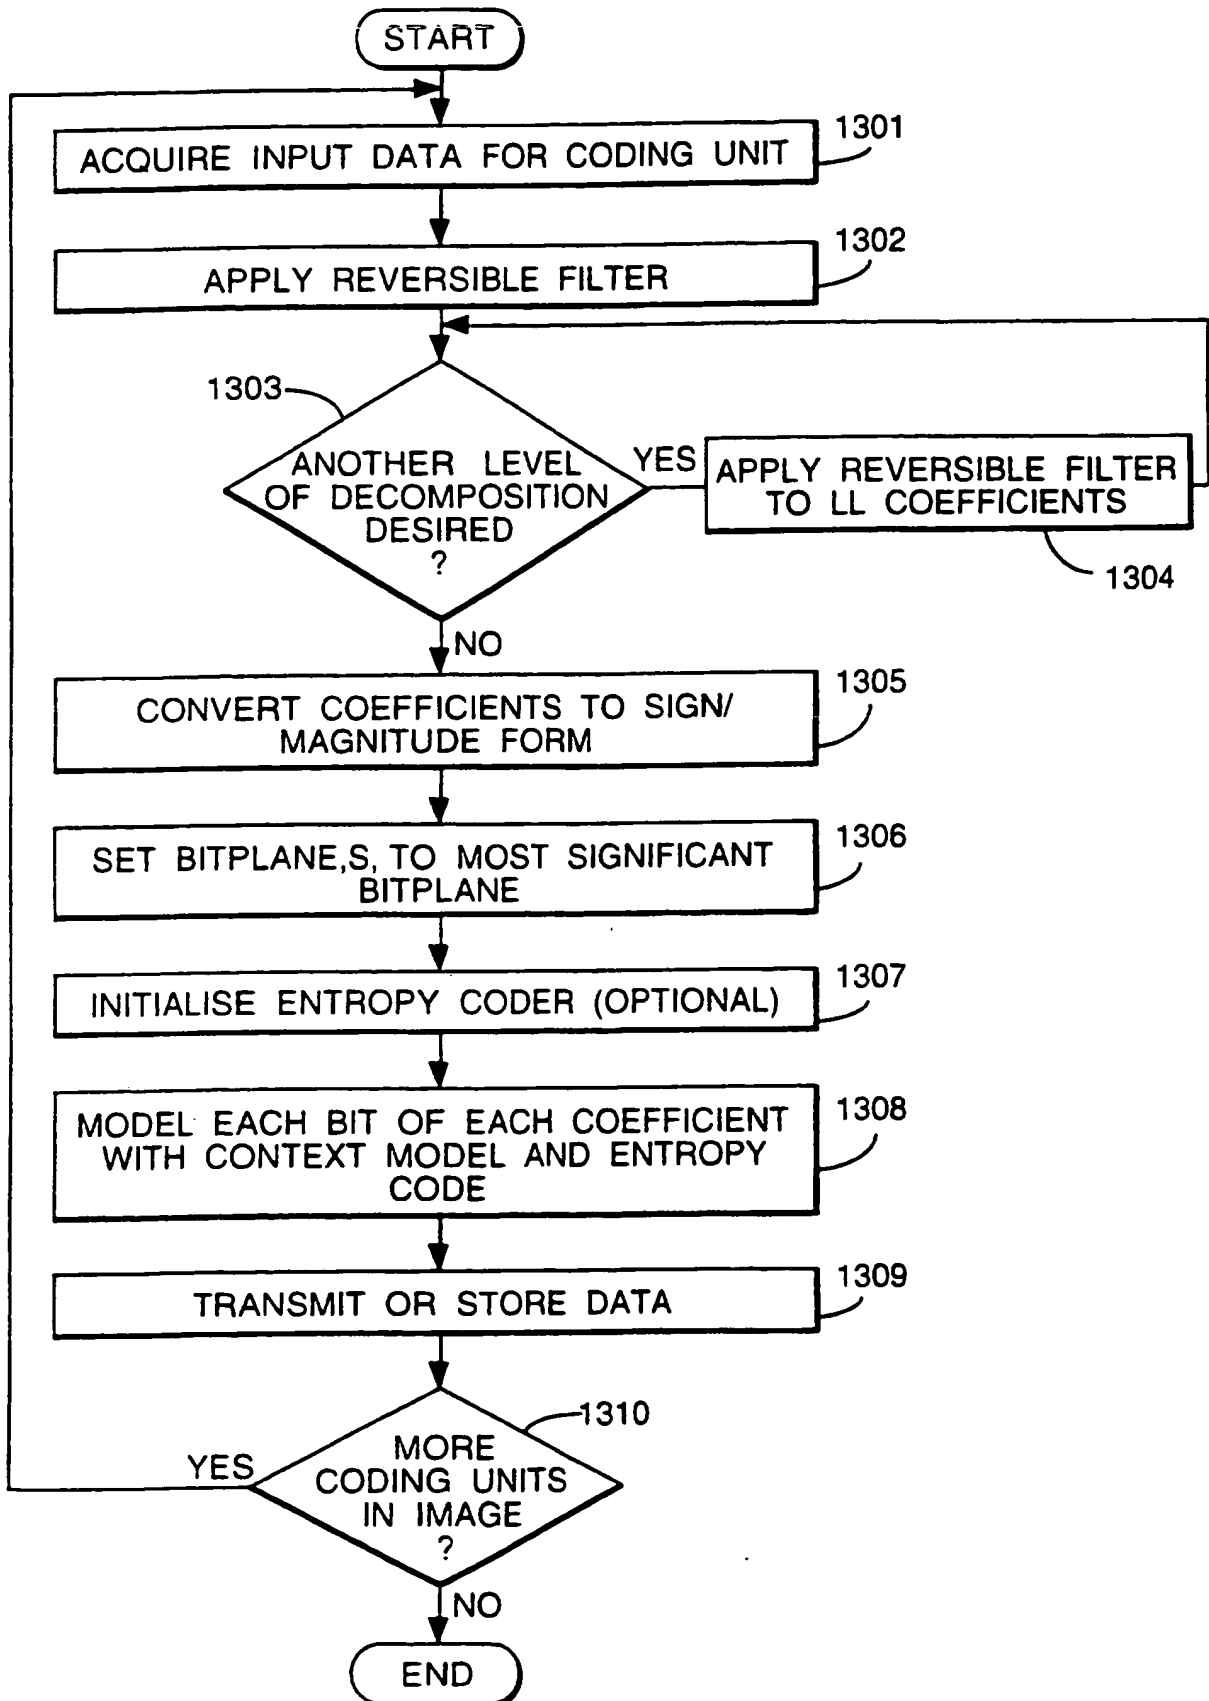 START
1301
ACQUIRE INPUT DATA FOR CODING UNIT
1302
APPLY REVERSIBLE FILTER
1303
ANOTHER LEVEL
OF DECOMPOSITION
DESIRED
?
YES
APPLY REVERSIBLE FILTER
TO LL COEFFICIENTS
1304
NO
1305
CONVERT COEFFICIENTS TO SIGN/
MAGNITUDE FORM
1306
SET BITPLANE,S, TO MOST SIGNIFICANT
BITPLANE
1307
INITIALISE ENTROPY CODER (OPTIONAL)
1308
MODEL EACH BIT OF EACH COEFFICIENT
WITH CONTEXT MODEL AND ENTROPY
CODE
1309
TRANSMIT OR STORE DATA
1310
YES
MORE
CODING UNITS
IN IMAGE
?
NO
END